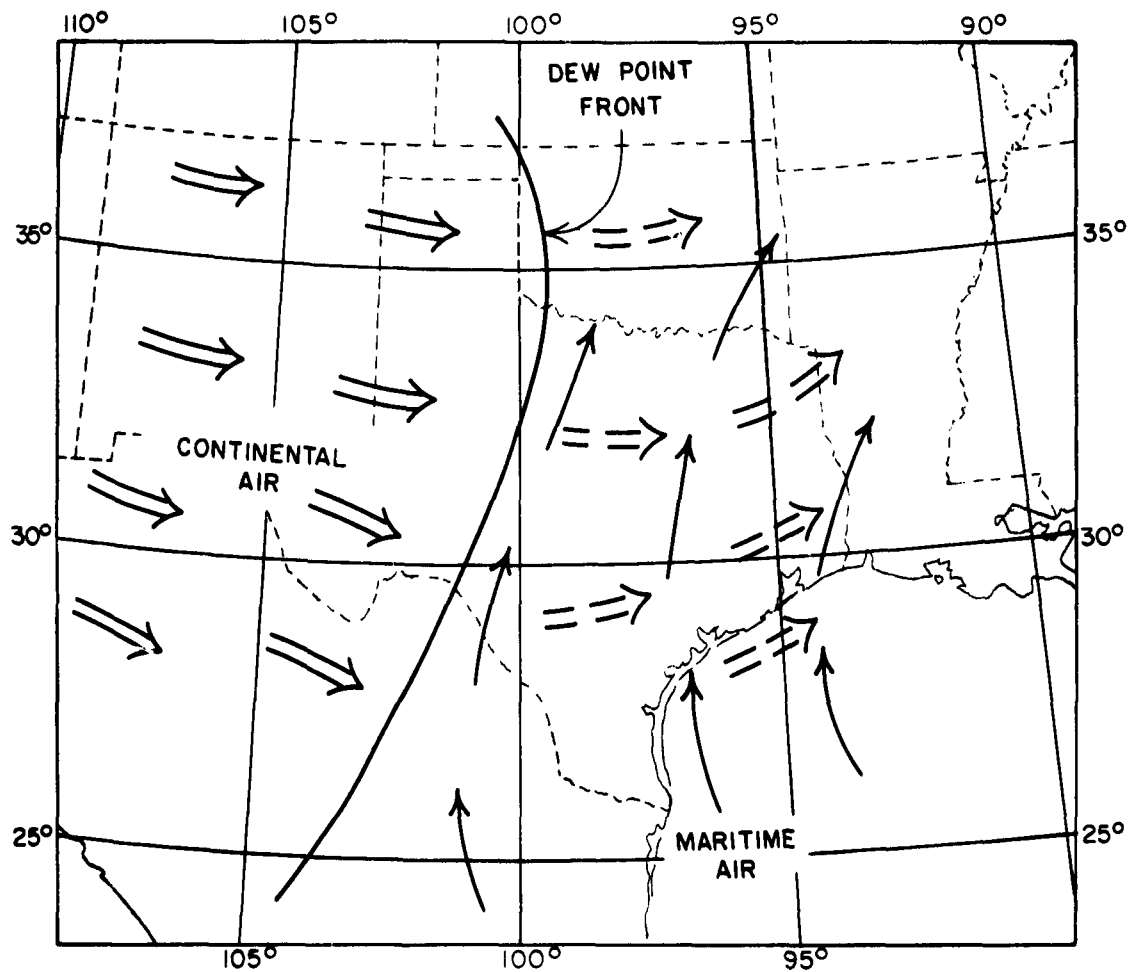 110° 105° 100° 95° 90°
DEW POINT
FRONT
35° 35°
CONTINENTAL
AIR
30° 30°
25° 25°
MARITIME
AIR
105° 100° 95°